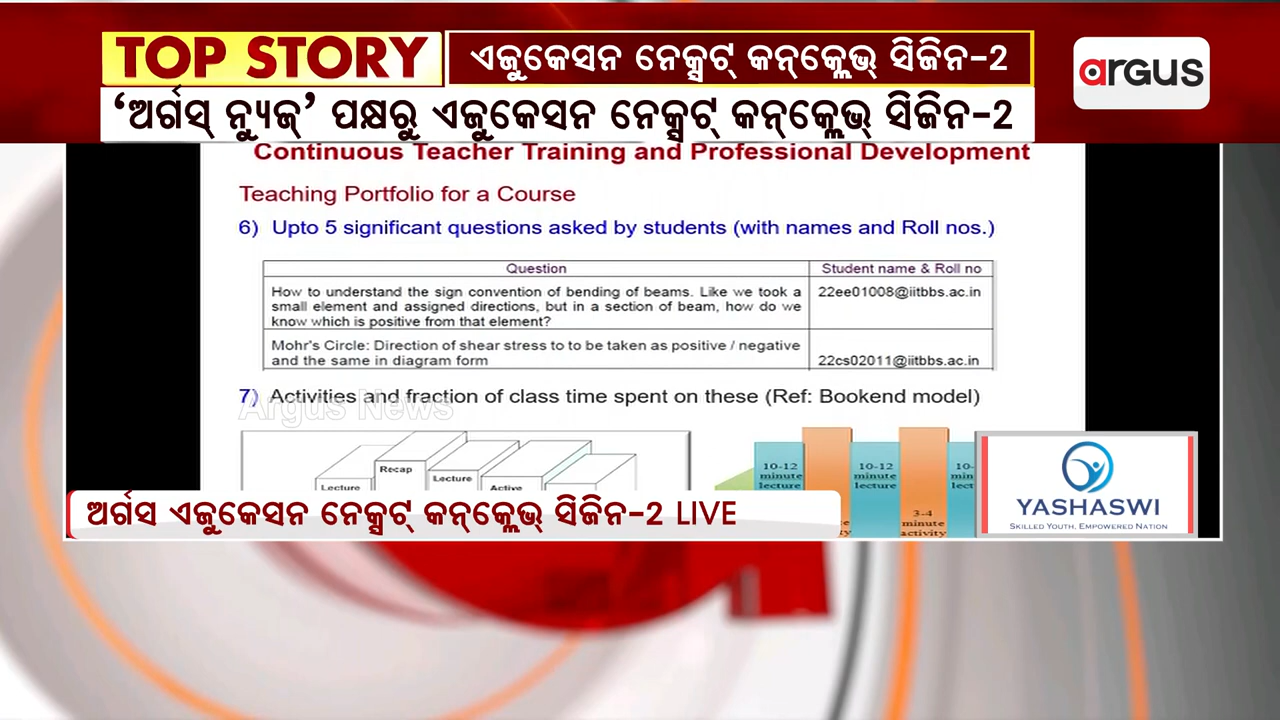 TOP STORY
ଏଜୁକେସନ ନେକ୍ସଟ୍ କନ୍‌କ୍ଲେଭ୍ ସିଜିନ-2
argus
‘ଅର୍ଗସ୍ ନ୍ୟୁଜ୍’ ପକ୍ଷରୁ ଏଜୁକେସନ ନେକ୍ସଟ୍ କନ୍‌କ୍ଲେଭ୍ ସିଜିନ-2
Continuous Teacher Training and Professional Development
Teaching Portfolio for a Course
6) Upto 5 significant questions asked by students (with names and Roll nos.)
Question Student name & Roll no
How to understand the sign convention of bending of beams. Like we took a 22ee01008@iitbbs.ac.in
small element and assigned directions, but in a section of beam, how do we
know which is positive from that element?
Mohr's Circle: Direction of shear stress to to be taken as positive / negative
and the same in diagram form 22cs02011@iitbbs.ac.in
7) Activities and fraction of class time spent on these (Ref: Bookend model)
Argus News
Lecture
Recap
Lecture
Active
10-12
minute
lecture
10-12
minute
lecture
10-
3-4
minute
activity
YASHASWI
SKILLED YOUTH, EMPOWERED NATION
ଅର୍ଗସ ଏଜୁକେସନ ନେକ୍ସଟ୍ କନ୍‌କ୍ଲେଭ୍ ସିଜିନ-2 LIVE